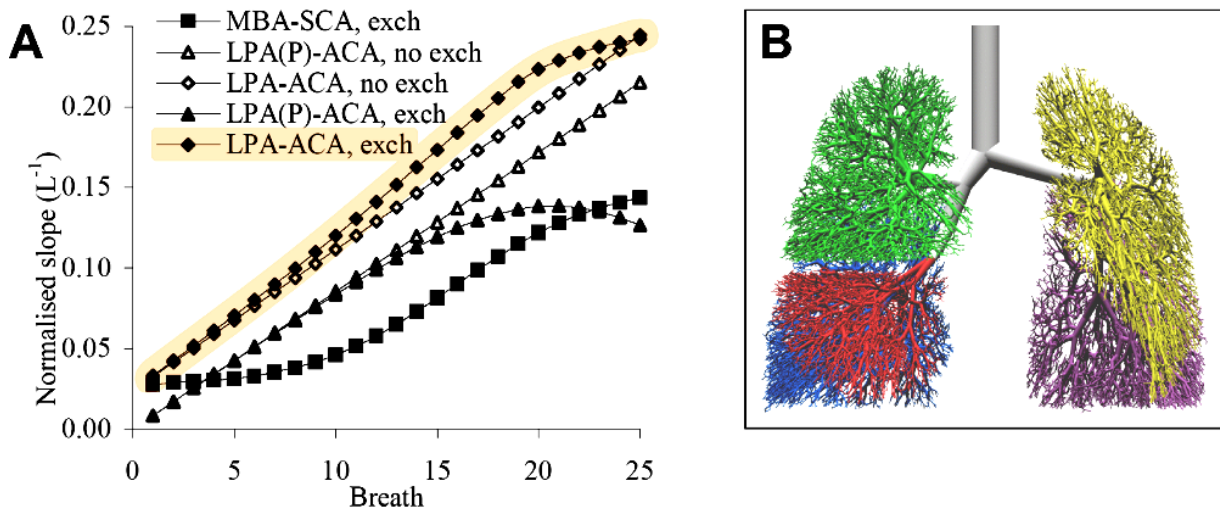 A
MBA-SCA, exch
LPA(P)-ACA, no exch
LPA-ACA, no exch
LPA(P)-ACA, exch
LPA-ACA, exch
0.25
0.20
0.15
0.10
0.05
0.00
Normalised slope (L⁻¹)
0 5 10 15 20 25
Breath
B